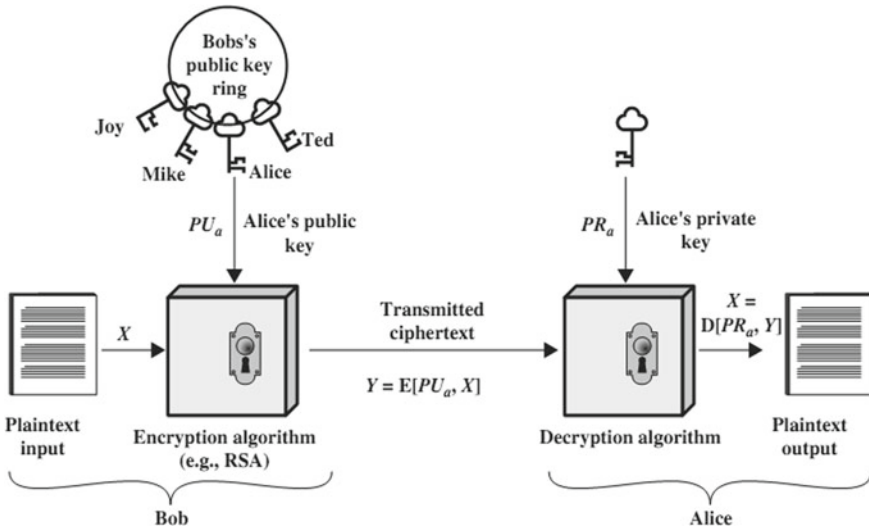 Bobs's
public key
ring
Joy
Ted
Mike
Alice
PUa
Alice's public
key
PRa
Alice's private
key
X
Transmitted
ciphertext
X =
D[PRa, Y]
Y = E[PUa, X]
Plaintext
input
Encryption algorithm
(e.g., RSA)
Decryption algorithm
Plaintext
output
Bob
Alice